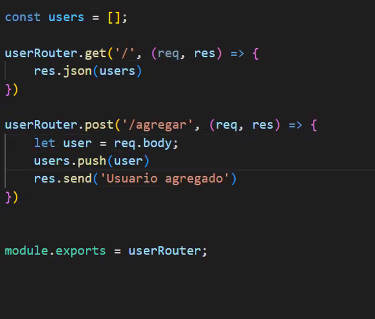 const users = [];
userRouter.get('/', (req, res) => {
res.json(users)
})
userRouter.post('/agregar', (req, res) => {
let user = req.body;
users.push(user)
res.send('Usuario agregado')
})
module.exports = userRouter;